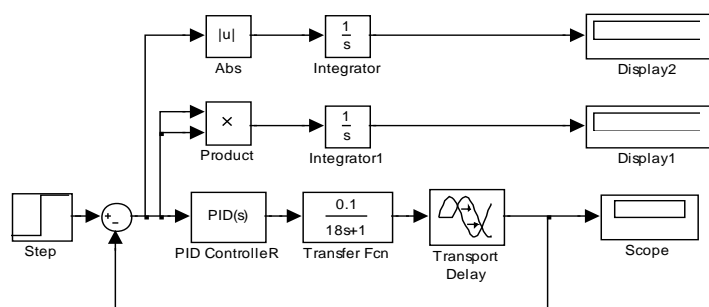 |u|
Abs
1
s
Integrator
Display2
×
Product
1
s
Integrator1
Display1
Step
+
−
PID(s)
PID ControlleR
0.1
18s+1
Transfer Fcn
Transport
Delay
Scope